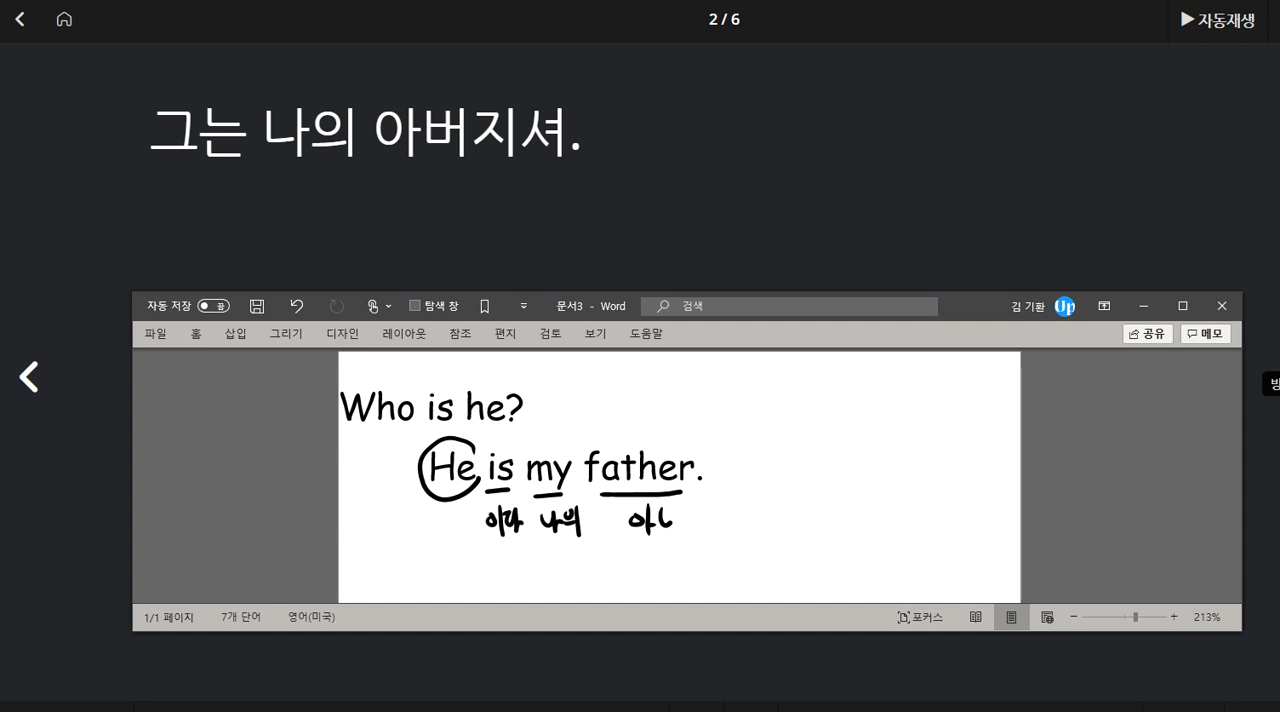 2 / 6
▶ 자동재생
그는 나의 아버지셔.
자동 저장 끔 탐색 창 문서3 - Word 검색 김 기환 Up
파일 홈 삽입 그리기 디자인 레이아웃 참조 편지 검토 보기 도움말 공유 메모
Who is he?
He is my father.
이다 나의 아
방
1/1 페이지 7개 단어 영어(미국) 포커스 213%